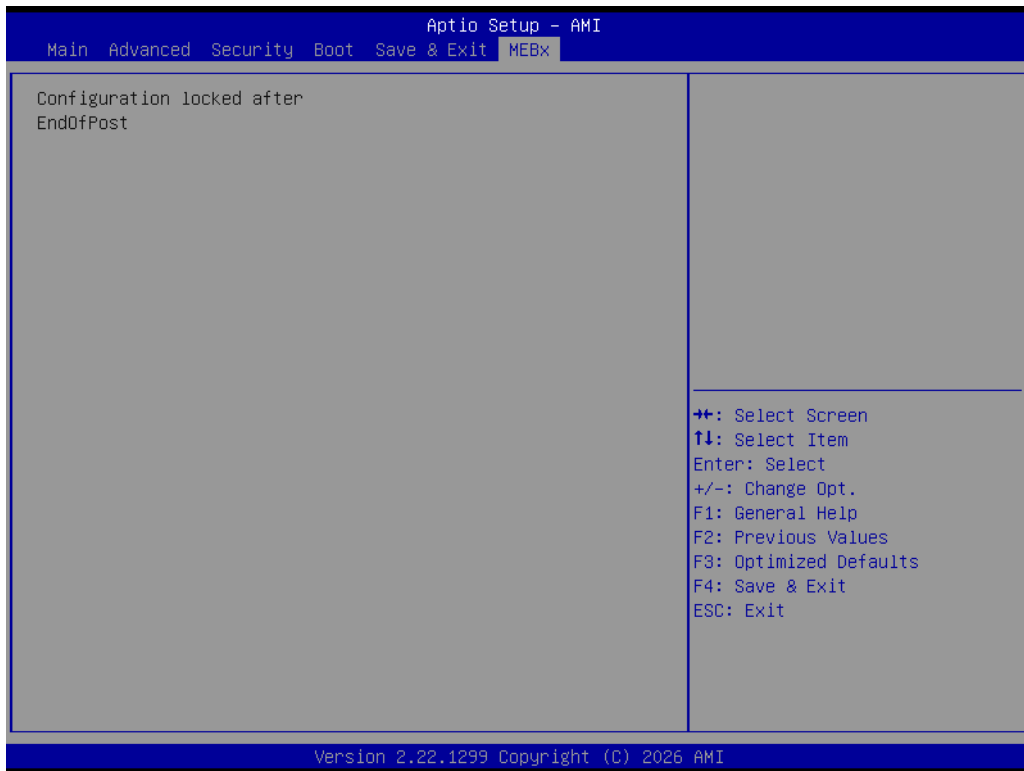 Aptio Setup – AMI
Main Advanced Security Boot Save & Exit MEBx
Configuration locked after
EndOfPost
→←: Select Screen
↑↓: Select Item
Enter: Select
+/-: Change Opt.
F1: General Help
F2: Previous Values
F3: Optimized Defaults
F4: Save & Exit
ESC: Exit
Version 2.22.1299 Copyright (C) 2026 AMI